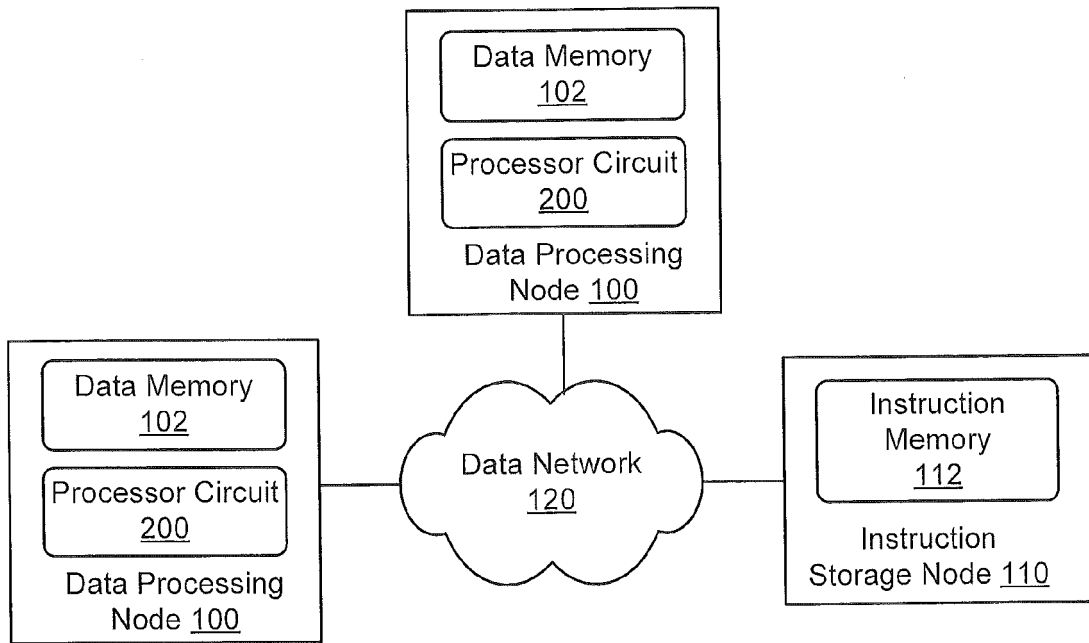 Data Memory
102
Processor Circuit
200
Data Processing
Node 100
Data Memory
102
Processor Circuit
200
Data Processing
Node 100
Data Network
120
Instruction
Memory
112
Instruction
Storage Node 110